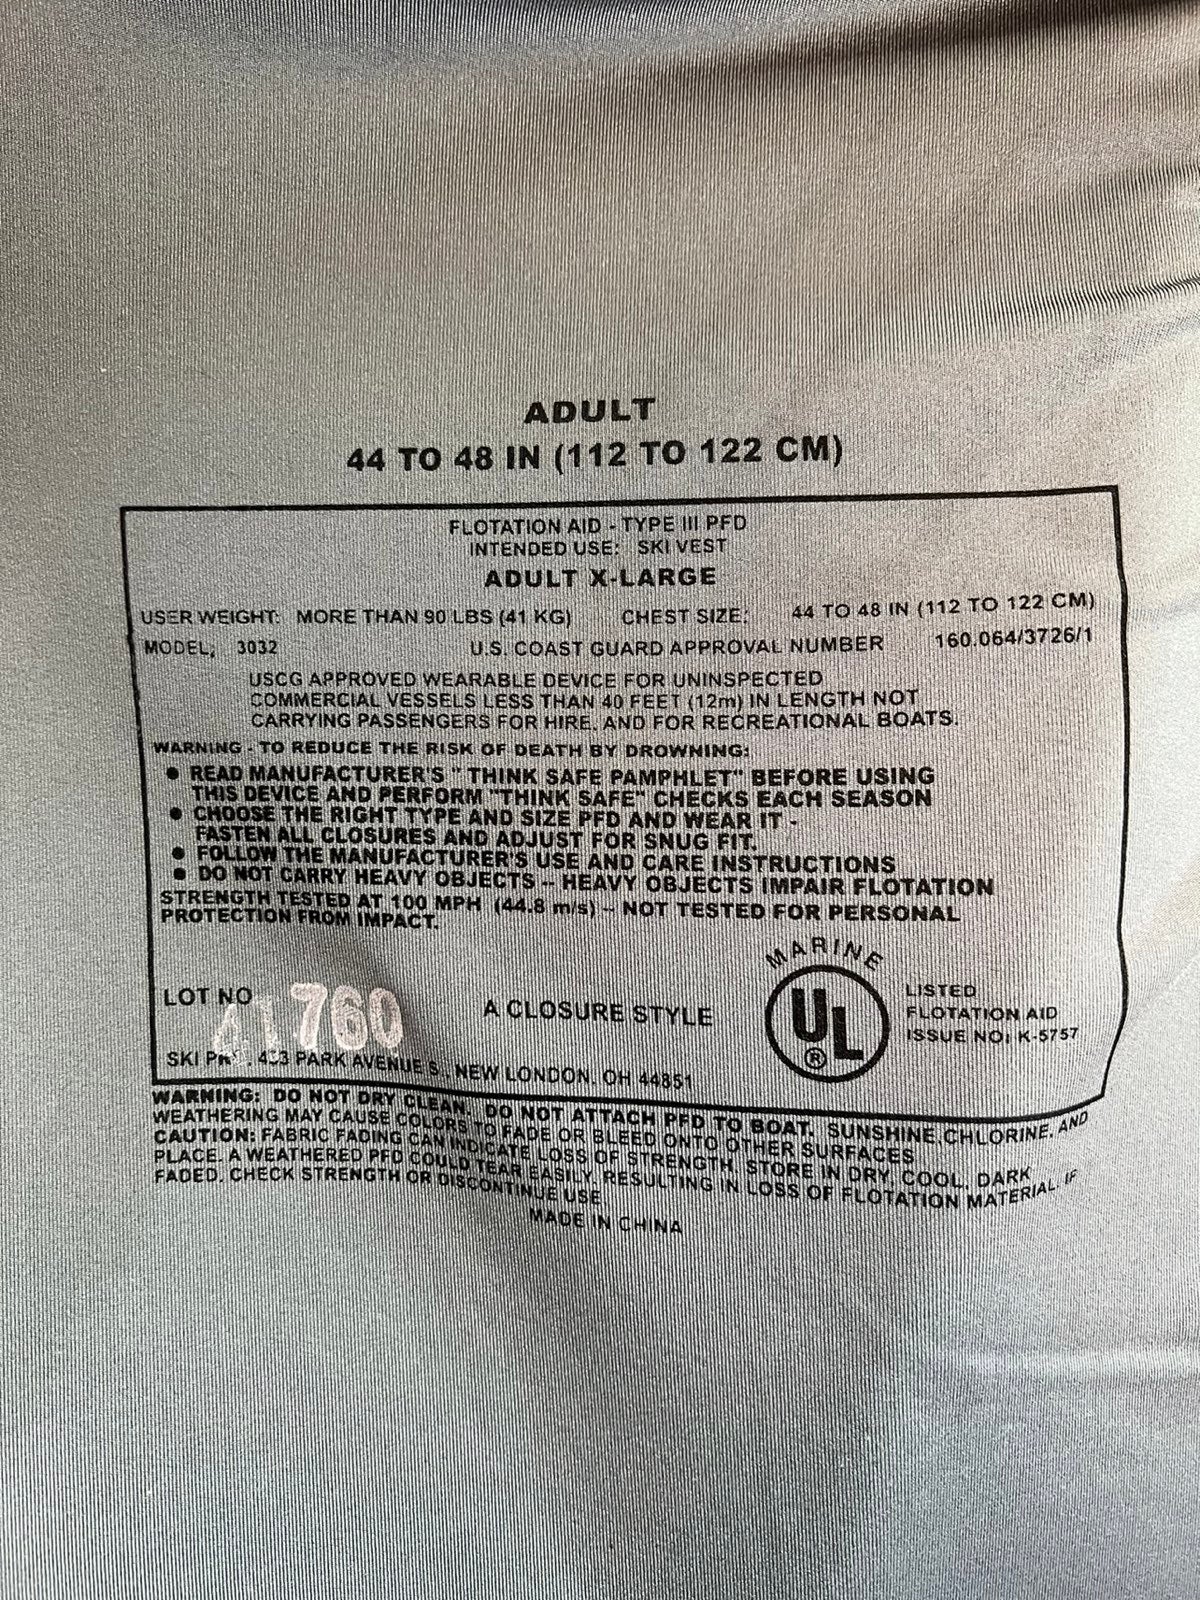 ADULT
44 TO 48 IN (112 TO 122 CM)
FLOTATION AID - TYPE III PFD
INTENDED USE: SKI VEST
ADULT X-LARGE
USER WEIGHT: MORE THAN 90 LBS (41 KG) CHEST SIZE: 44 TO 48 IN (112 TO 122 CM)
MODEL: 3032 U.S. COAST GUARD APPROVAL NUMBER 160.064/3726/1
USCG APPROVED WEARABLE DEVICE FOR UNINSPECTED
COMMERCIAL VESSELS LESS THAN 40 FEET (12m) IN LENGTH NOT
CARRYING PASSENGERS FOR HIRE, AND FOR RECREATIONAL BOATS.
WARNING - TO REDUCE THE RISK OF DEATH BY DROWNING:
● READ MANUFACTURER'S " THINK SAFE PAMPHLET" BEFORE USING
THIS DEVICE AND PERFORM "THINK SAFE" CHECKS EACH SEASON
● CHOOSE THE RIGHT TYPE AND SIZE PFD AND WEAR IT -
FASTEN ALL CLOSURES AND ADJUST FOR SNUG FIT.
● FOLLOW THE MANUFACTURER'S USE AND CARE INSTRUCTIONS
● DO NOT CARRY HEAVY OBJECTS -- HEAVY OBJECTS IMPAIR FLOTATION
STRENGTH TESTED AT 100 MPH (44.8 m/s) -- NOT TESTED FOR PERSONAL
PROTECTION FROM IMPACT.
MARINE
LOT NO 41760 A CLOSURE STYLE UL ® LISTED
FLOTATION AID
ISSUE NO: K-5757
SKI 433 PARK AVENUE S. NEW LONDON, OH 44851
WARNING: DO NOT DRY CLEAN. DO NOT ATTACH PFD TO BOAT. SUNSHINE, CHLORINE, AND
WEATHERING MAY CAUSE COLORS TO FADE OR BLEED ONTO OTHER SURFACES
CAUTION: FABRIC FADING CAN INDICATE LOSS OF STRENGTH. STORE IN DRY, COOL, DARK
PLACE. A WEATHERED PFD COULD TEAR EASILY, RESULTING IN LOSS OF FLOTATION MATERIAL. IF
FADED, CHECK STRENGTH OR DISCONTINUE USE
MADE IN CHINA